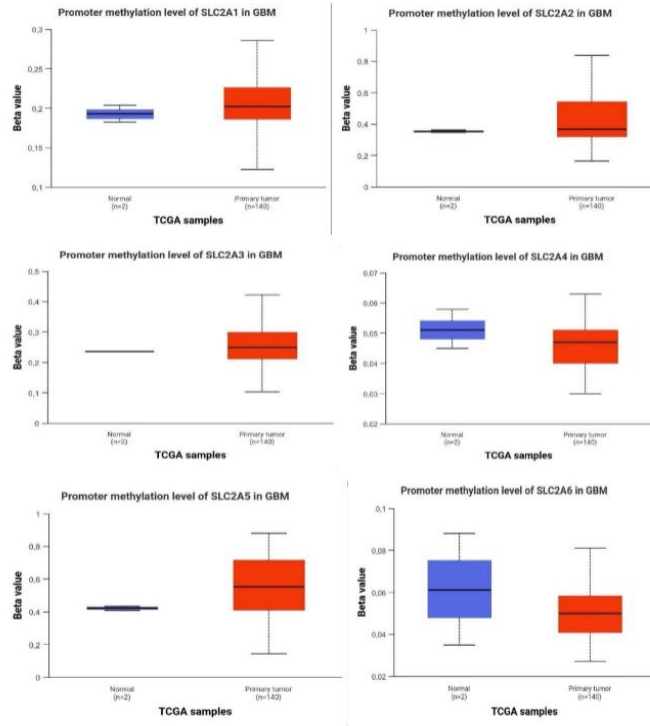 Promoter methylation level of SLC2A1 in GBM
0,3
0,25
0,2
0,15
0,1
Beta value
Normal
(n=2)
Primary tumor
(n=140)
TCGA samples
Promoter methylation level of SLC2A2 in GBM
1
0,8
0,6
0,4
0,2
0
Beta value
Normal
(n=2)
Primary tumor
(n=140)
TCGA samples
Promoter methylation level of SLC2A3 in GBM
0,5
0,4
0,3
0,2
0,1
0
Beta value
Normal
(n=2)
Primary tumor
(n=140)
TCGA samples
Promoter methylation level of SLC2A4 in GBM
0,07
0,06
0,05
0,04
0,03
0,02
Beta value
Normal
(n=2)
Primary tumor
(n=140)
TCGA samples
Promoter methylation level of SLC2A5 in GBM
1
0,8
0,6
0,4
0,2
0
Beta value
Normal
(n=2)
Primary tumor
(n=140)
TCGA samples
Promoter methylation level of SLC2A6 in GBM
0,1
0,08
0,06
0,04
0,02
Beta value
Normal
(n=2)
Primary tumor
(n=140)
TCGA samples